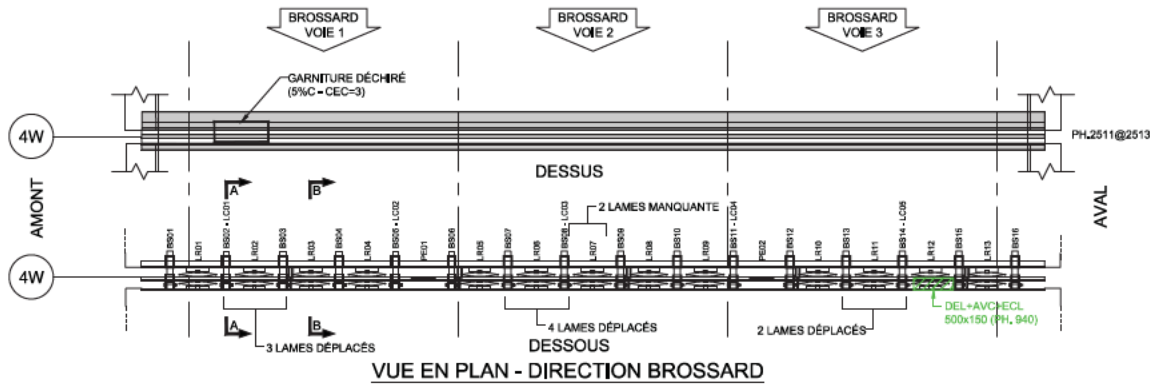 BROSSARD
VOIE 1
BROSSARD
VOIE 2
BROSSARD
VOIE 3
GARNITURE DÉCHIRÉ
(5%C - CEC=3)
4W
PH.2511@2513
DESSUS
AMONT
AVAL
A
B
2 LAMES MANQUANTE
BS01
LR01
BS02 - LC01
LR02
BS03
LR03
BS04
LR04
BS05 - LC02
PE01
BS06
LR05
BS07
LR06
BS08 - LC03
LR07
BS09
LR08
BS10
LR09
BS11 - LC04
PE02
BS12
LR10
BS13
LR11
BS14 - LC05
LR12
BS15
LR13
BS16
4W
DEL+AVC+ECL
500x150 (PH. 940)
A
B
3 LAMES DÉPLACÉS
4 LAMES DÉPLACÉS
2 LAMES DÉPLACÉS
DESSOUS
VUE EN PLAN - DIRECTION BROSSARD